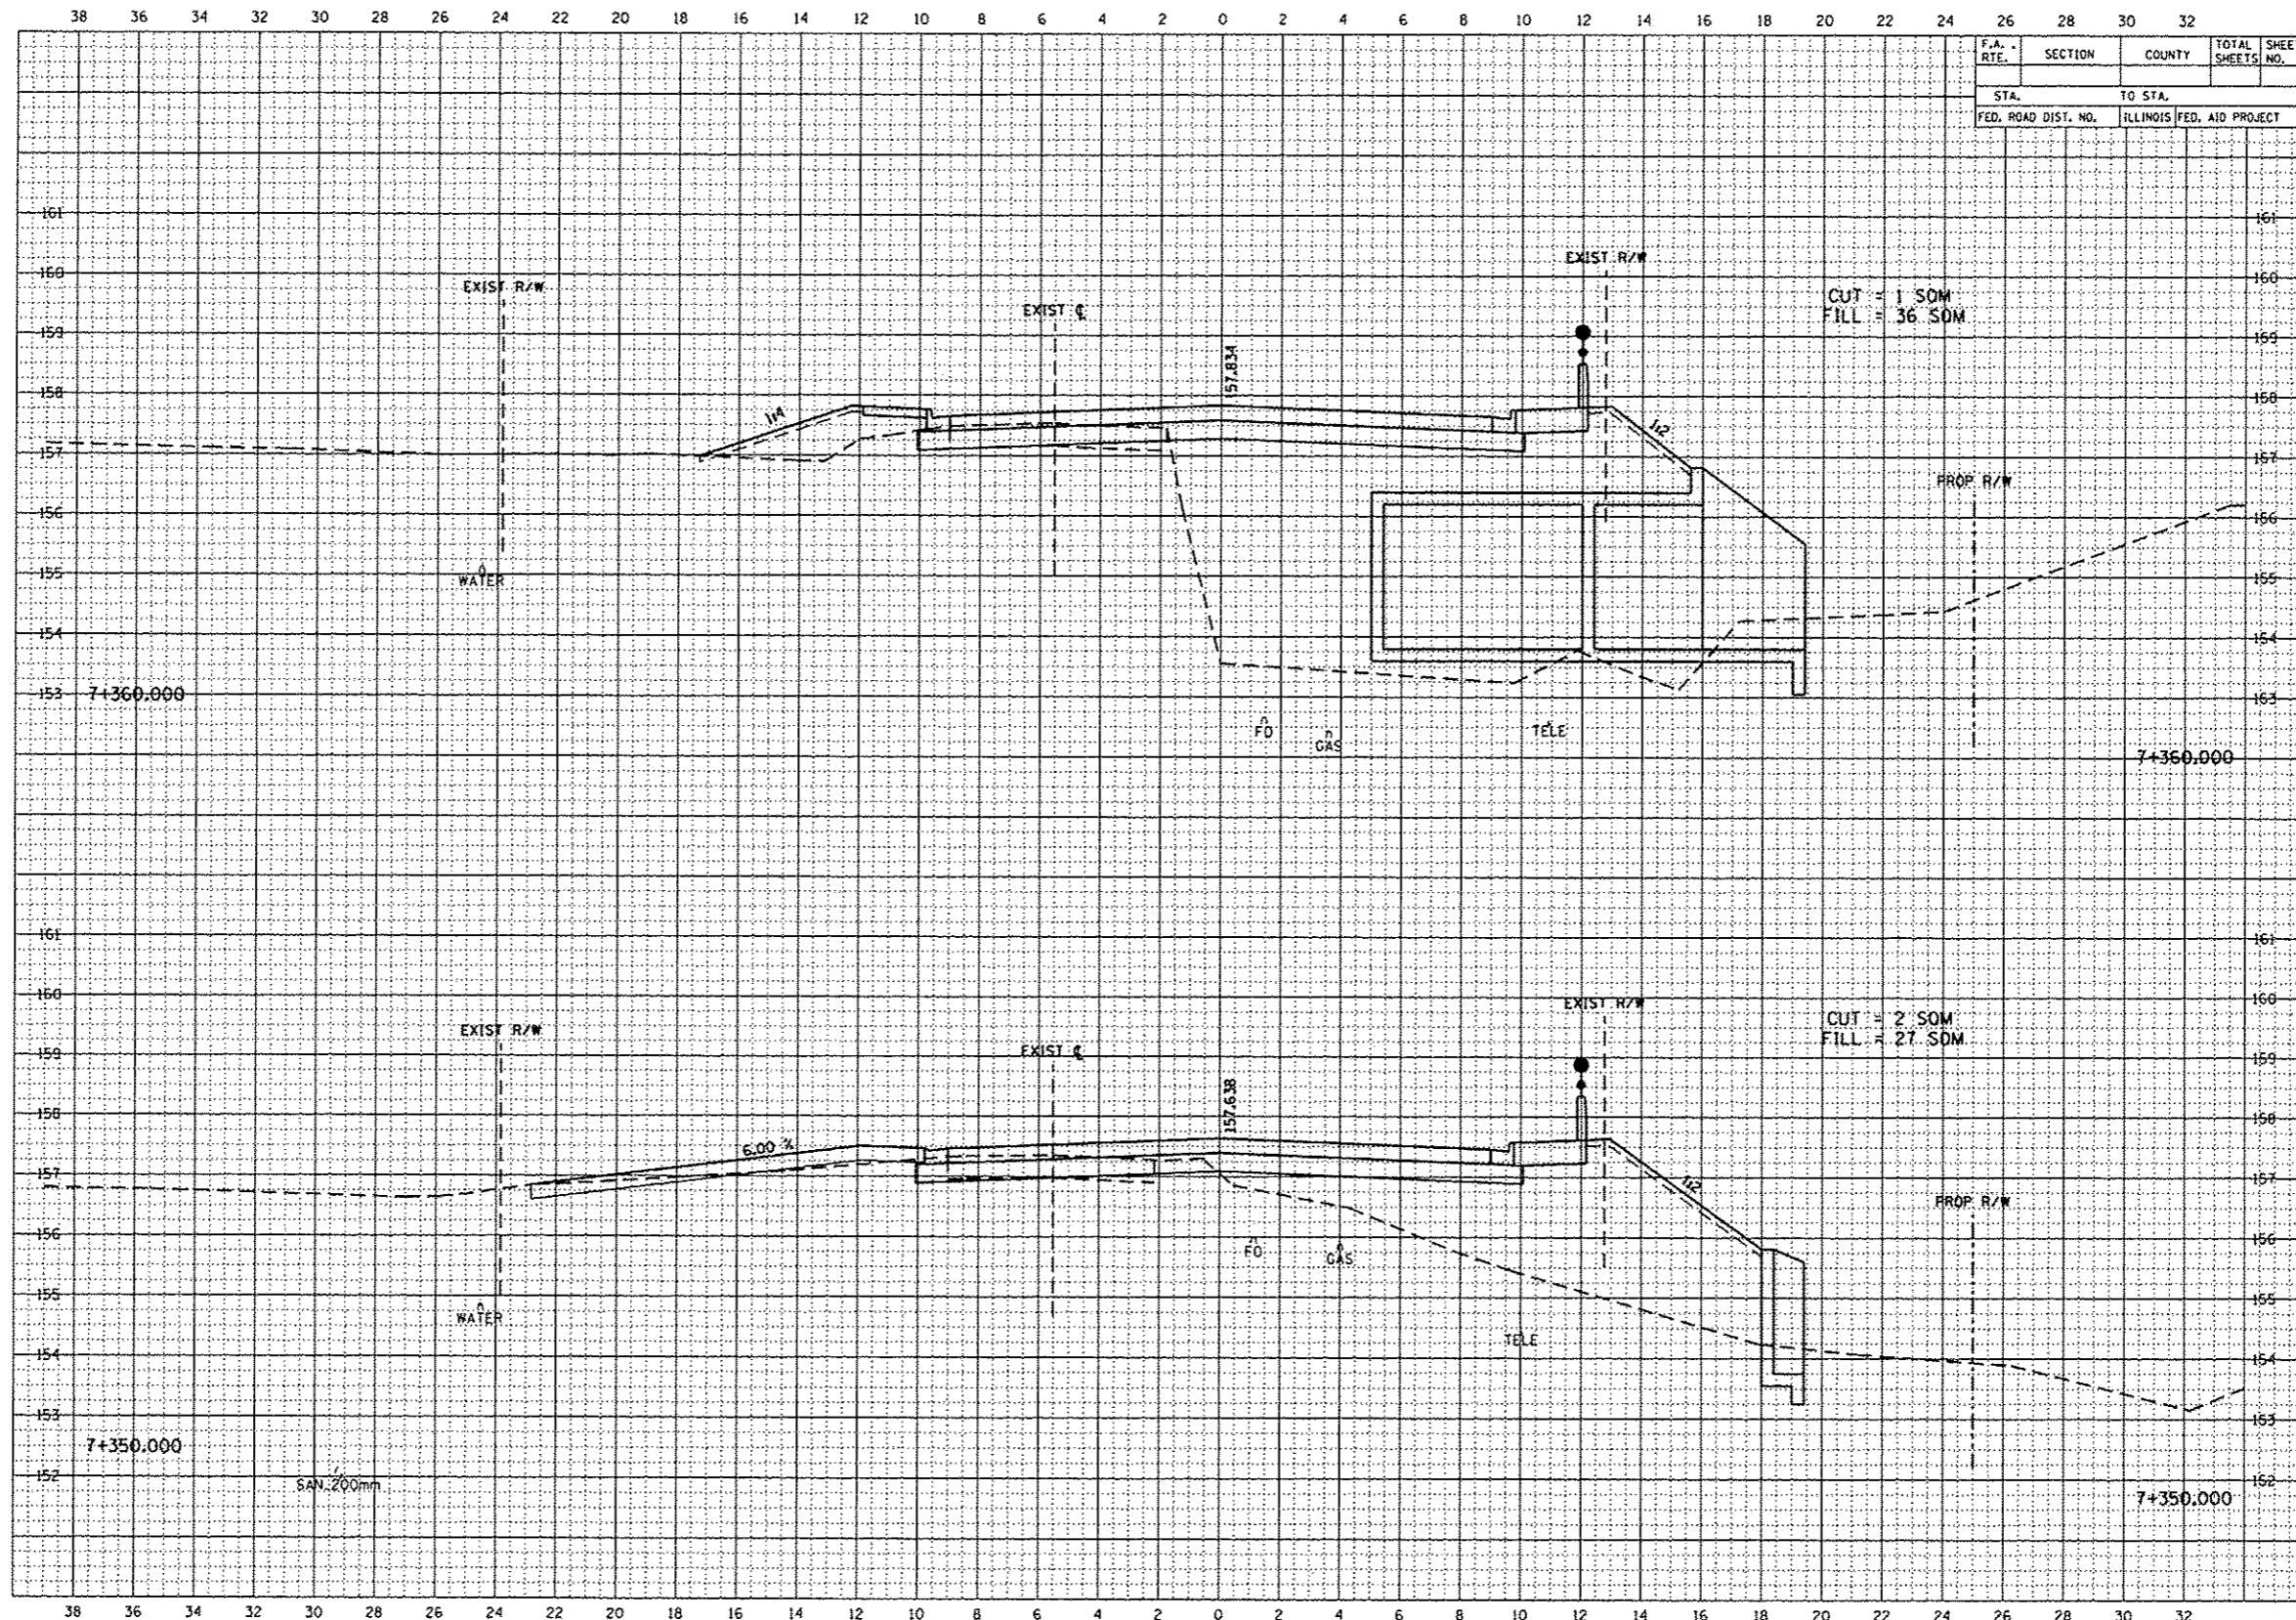 38 36 34 32 30 28 26 24 22 20 18 16 14 12 10 8 6 4 2 0 2 4 6 8 10 12 14 16 18 20 22 24 26 28 30 32
F.A. RTE. SECTION COUNTY TOTAL SHEETS SHEE NO.
STA. TO STA.
FED. ROAD DIST. NO. ILLINOIS FED. AID PROJECT
161 161
EXIST R/W
160 160
EXIST R/W
CUT = 1 SQM
EXIST ℄
FILL = 36 SQM
159 159
157.834
158 158
1:4
1:2
157 157
PROP R/W
156 156
155 155
WATER
154 154
153 7+360.000 153
FO
TELE
GAS
7+360.000
161 161
160 160
EXIST R/W
CUT = 2 SQM
EXIST R/W
FILL = 27 SQM
EXIST ℄
159 159
157.638
158 158
6.00 %
157 157
1:2
PROP R/W
156 156
FO
GAS
155 155
WATER
TELE
154 154
153 153
7+350.000
152 152
SAN. 200mm
7+350.000
38 36 34 32 30 28 26 24 22 20 18 16 14 12 10 8 6 4 2 0 2 4 6 8 10 12 14 16 18 20 22 24 26 28 30 32